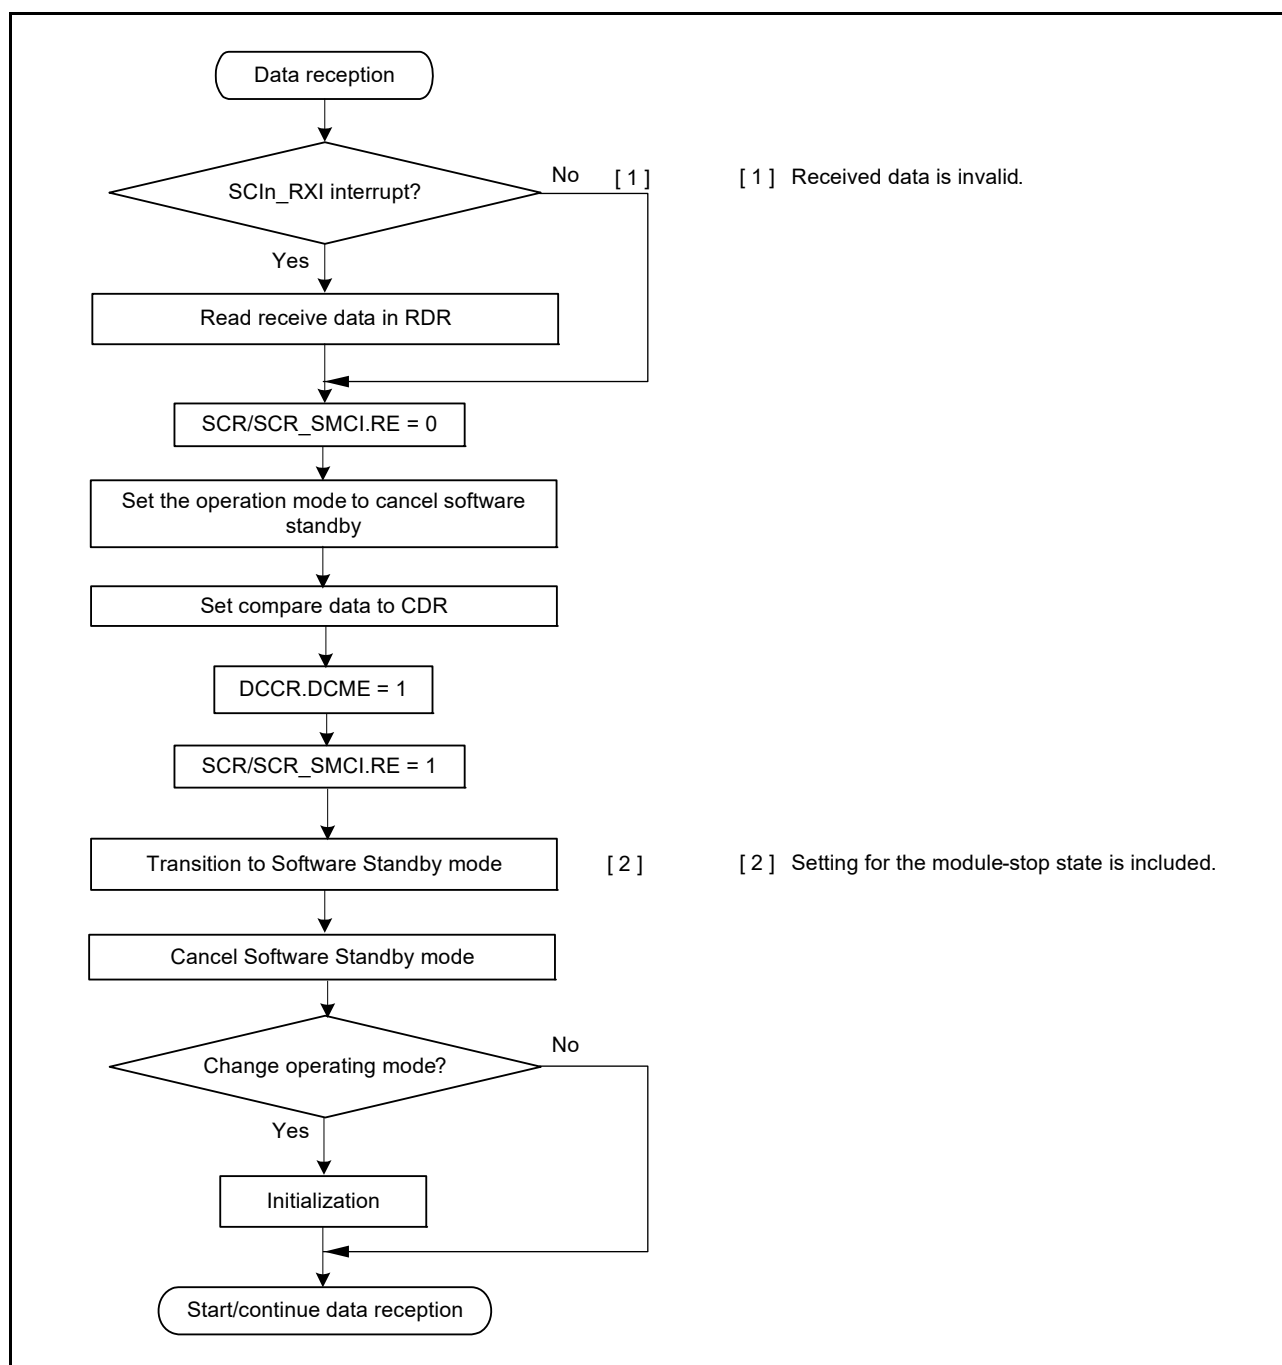 Data reception
SCIn_RXI interrupt?
No
[ 1 ]
[ 1 ] Received data is invalid.
Yes
Read receive data in RDR
SCR/SCR_SMCI.RE = 0
Set the operation mode to cancel software
standby
Set compare data to CDR
DCCR.DCME = 1
SCR/SCR_SMCI.RE = 1
Transition to Software Standby mode
[ 2 ]
[ 2 ] Setting for the module-stop state is included.
Cancel Software Standby mode
Change operating mode?
No
Yes
Initialization
Start/continue data reception